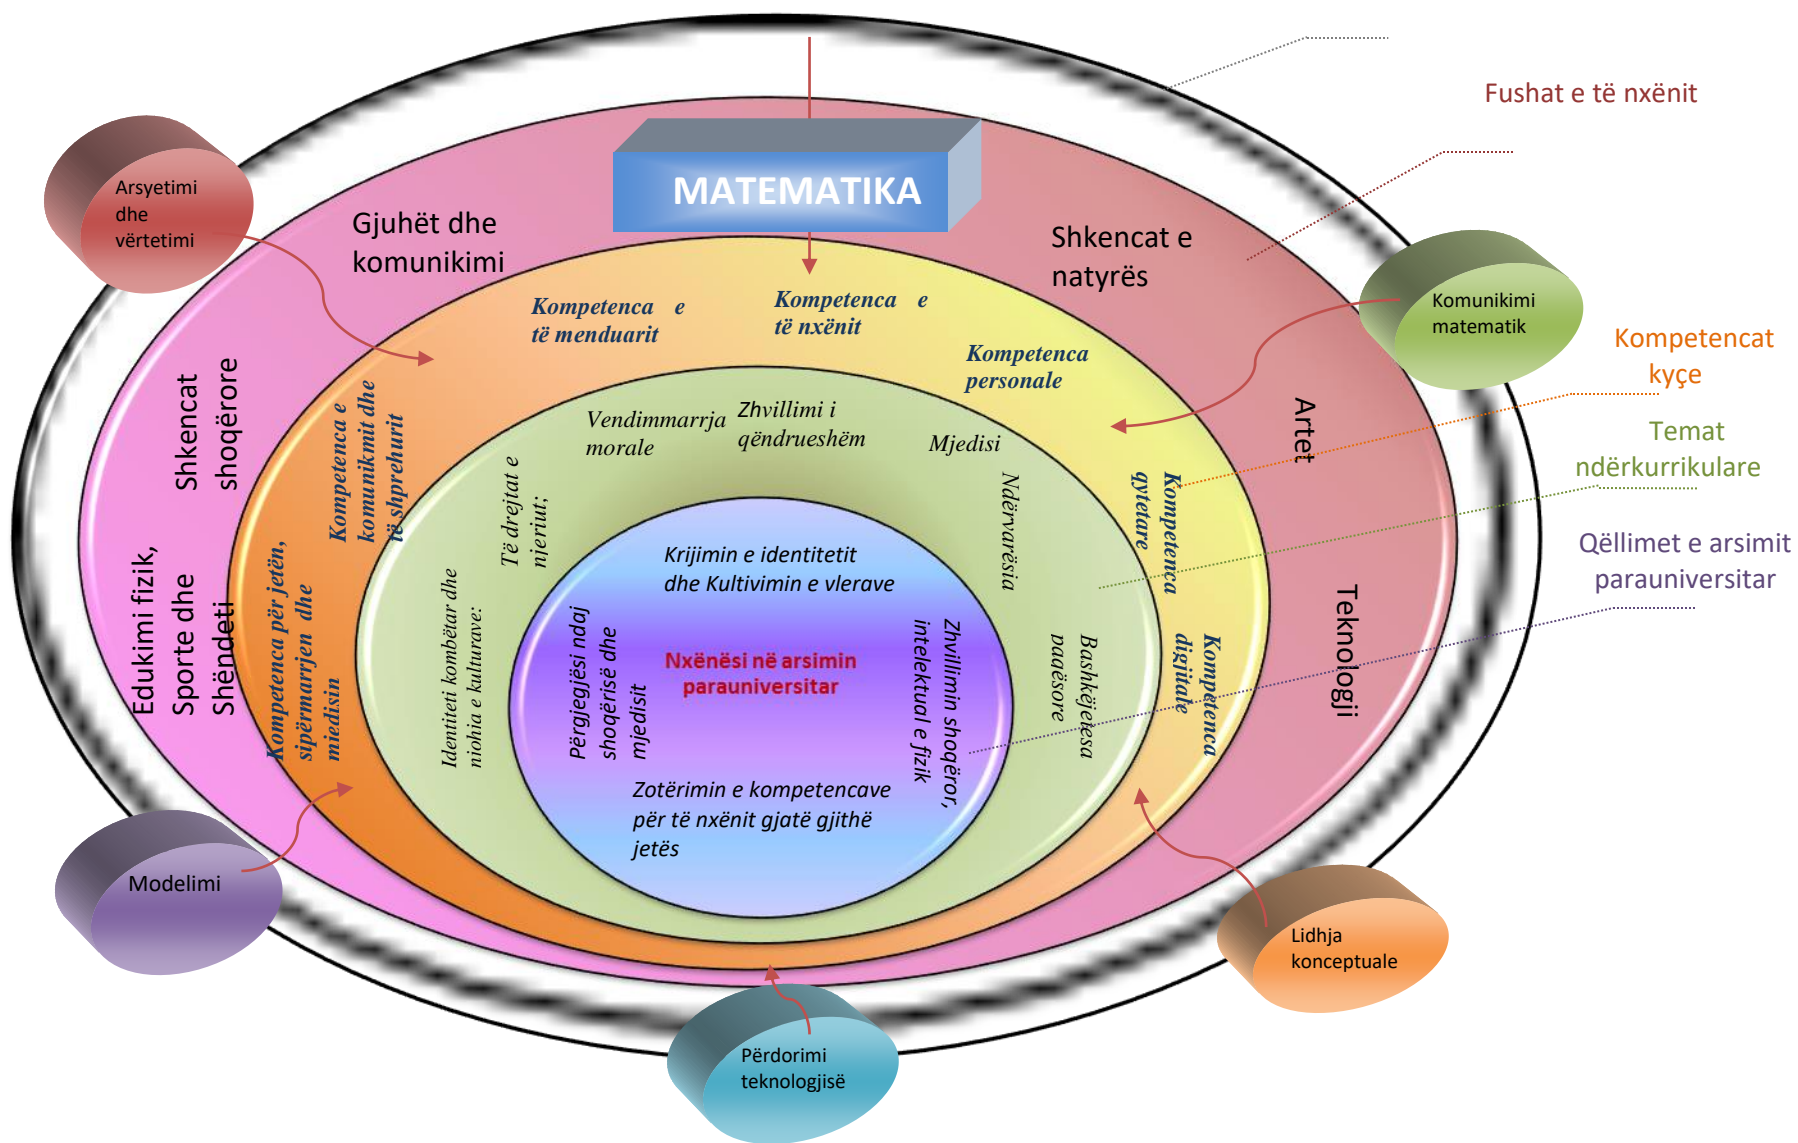 Fushat e të nxënit
Arsyetimi
dhe
vërtetimi
MATEMATIKA
Gjuhët dhe
komunikimi
Shkencat e
natyrës
Komunikimi
matematik
Kompetenca e
të menduarit
Kompetenca e
të nxënit
Kompetenca
personale
Kompetencat
kyçe
Shkencat
shoqërore
Kompetenca e
komunikmit dhe
të shprehurit
Vendimmarrja
morale
Zhvillimi i
qëndrueshëm
Mjedisi
Artet
Temat
ndërkurrikulare
Të drejtat e
njeriut;
Ndërvarësia
Kompetenca
qytetare
Qëllimet e arsimit
parauniversitar
Edukimi fizik,
Sporte dhe
Shëndeti
Kompetenca për jetën,
sipërmarrjen dhe
miedisin
Identiteti kombëtar dhe
niohia e kulturave:
Krijimin e identitetit
dhe Kultivimin e vlerave
Përgjegjësi ndaj
shoqërisë dhe
mjedisit
Nxënësi në arsimin
parauniversitar
Zhvillimin shoqëror,
intelektual e fizik
Bashkëjetesa
paqësore
Kompetenca
digjitale
Teknologji
Zotërimin e kompetencave
për të nxënit gjatë gjithë
jetës
Modelimi
Lidhja
konceptuale
Përdorimi
teknologjisë